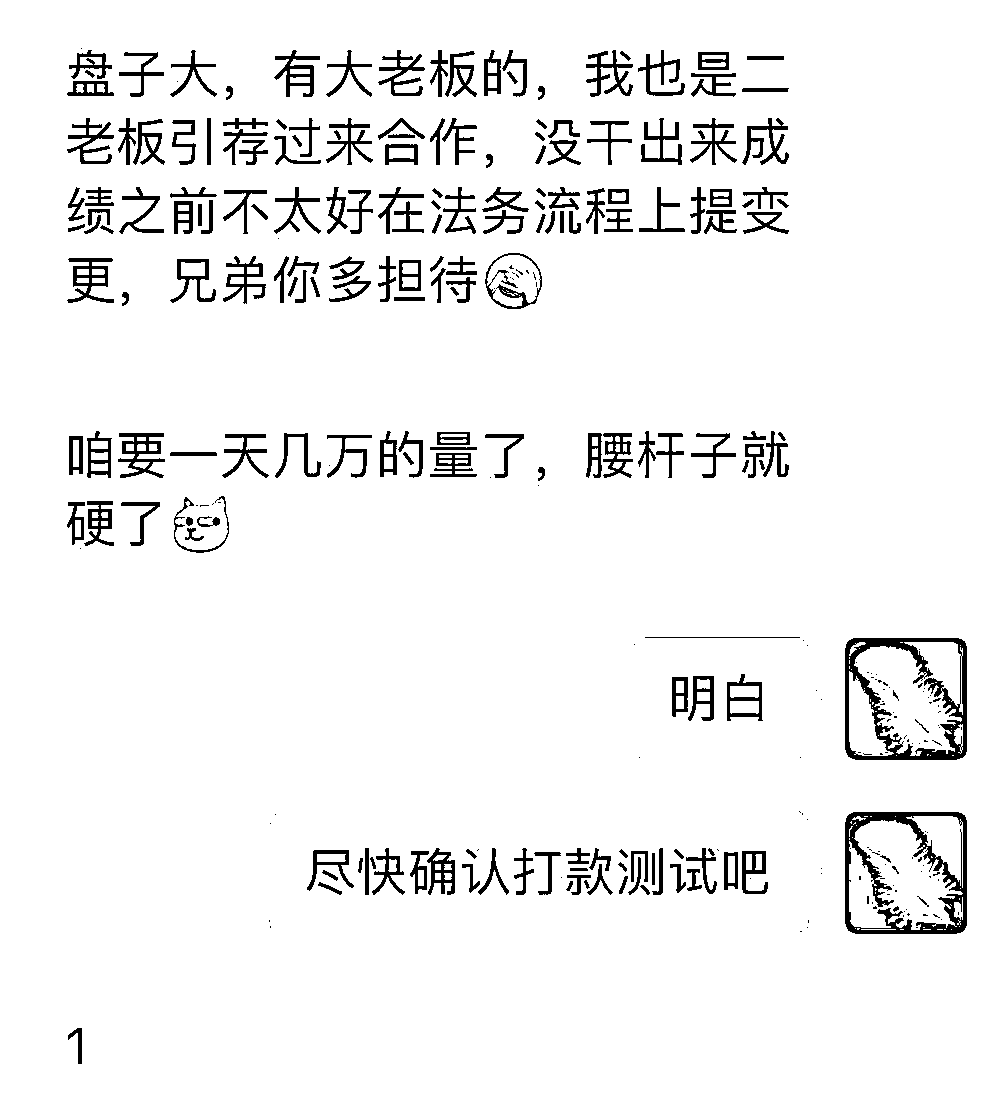 盘子大，有大老板的，我也是二
老板引荐过来合作，没干出来成
绩之前不太好在法务流程上提变
更，兄弟你多担待
咱要一天几万的量了，腰杆子就
硬了
明白
尽快确认打款测试吧
1